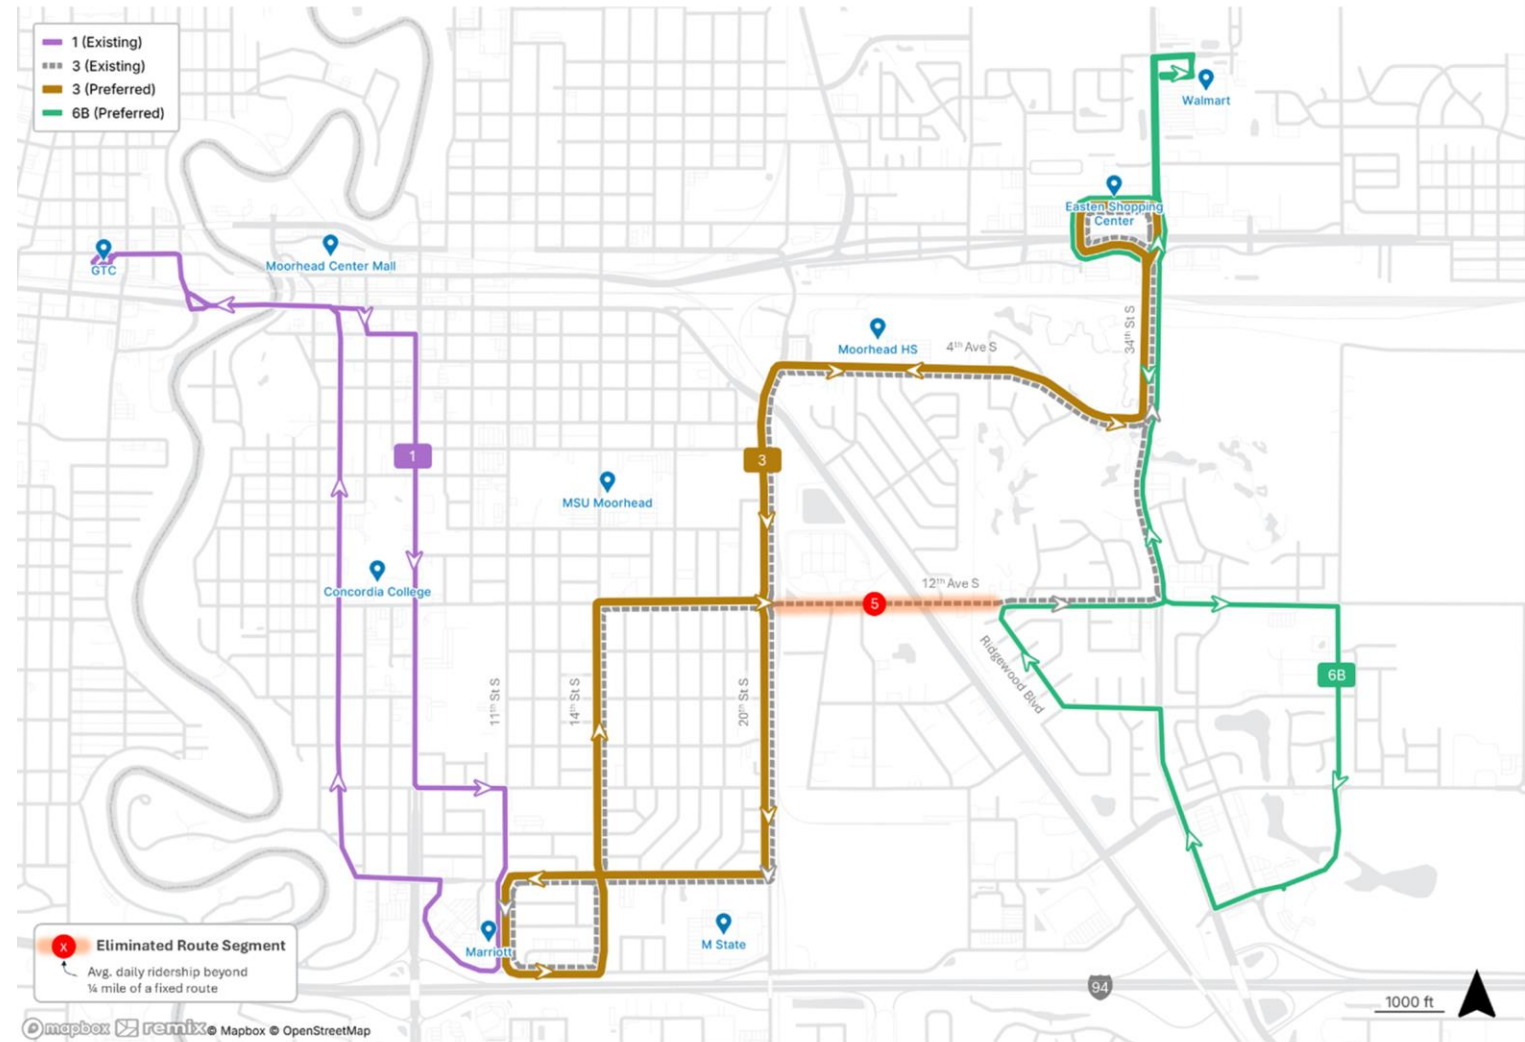 1 (Existing)
3 (Existing)
3 (Preferred)
6B (Preferred)
Walmart
Easten Shopping
Center
GTC
Moorhead Center Mall
Moorhead HS
4th Ave S
34th St S
1
3
MSU Moorhead
Concordia College
12th Ave S
5
Ridgewood Blvd
6B
11th St S
14th St S
20th St S
Marriott
M State
x Eliminated Route Segment
Avg. daily ridership beyond
¼ mile of a fixed route
94
1000 ft
mapbox remix © Mapbox © OpenStreetMap